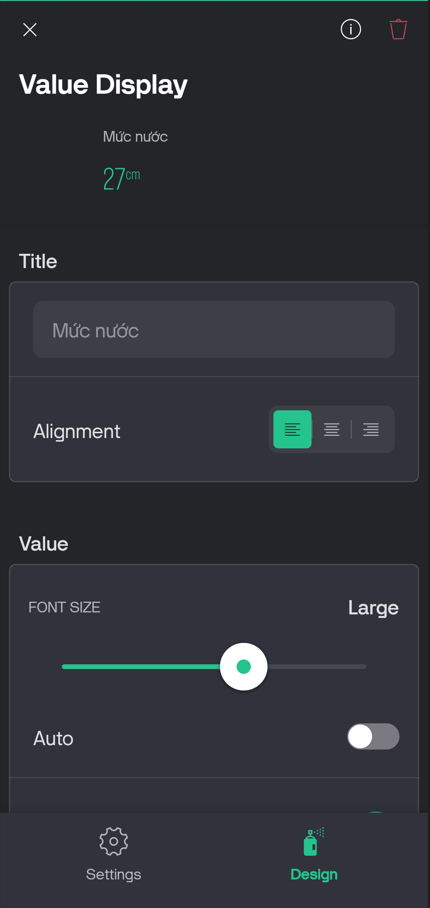 Value Display
Mức nước
27cm
Title
Mức nước
Alignment
Value
FONT SIZE
Large
Auto
Settings
Design